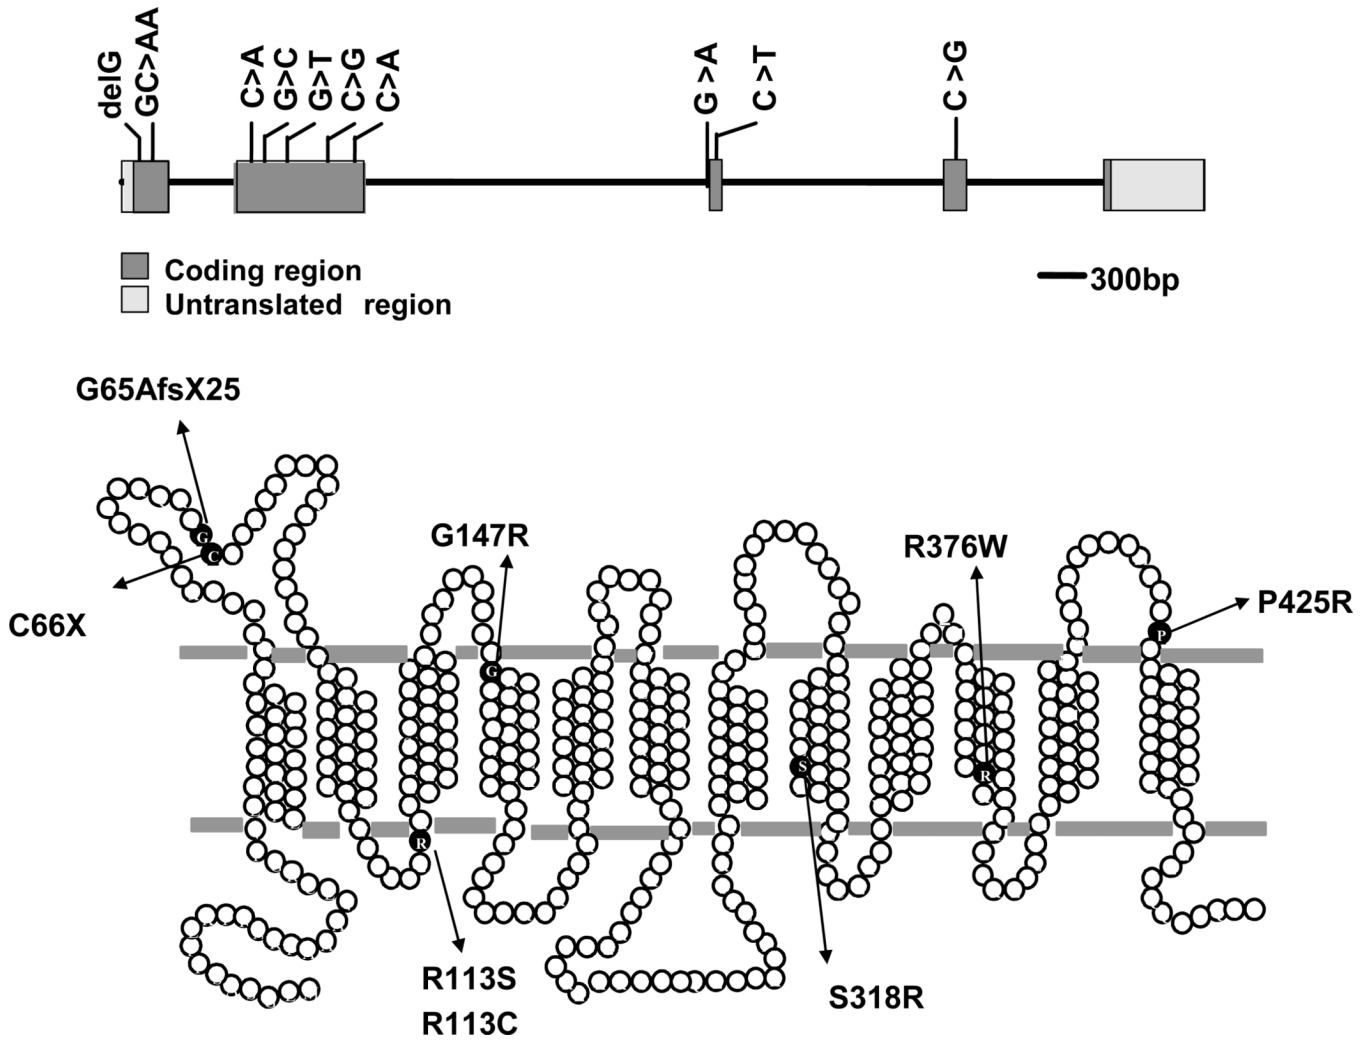 delG
GC>AA
C>A
G>C
G>T
C>G
C>A
G >A
C >T
C >G
Coding region
Untranslated region
300bp
G65AfsX25
G147R
R376W
P425R
C66X
G
C
G
P
S
R
R
R113S
R113C
S318R